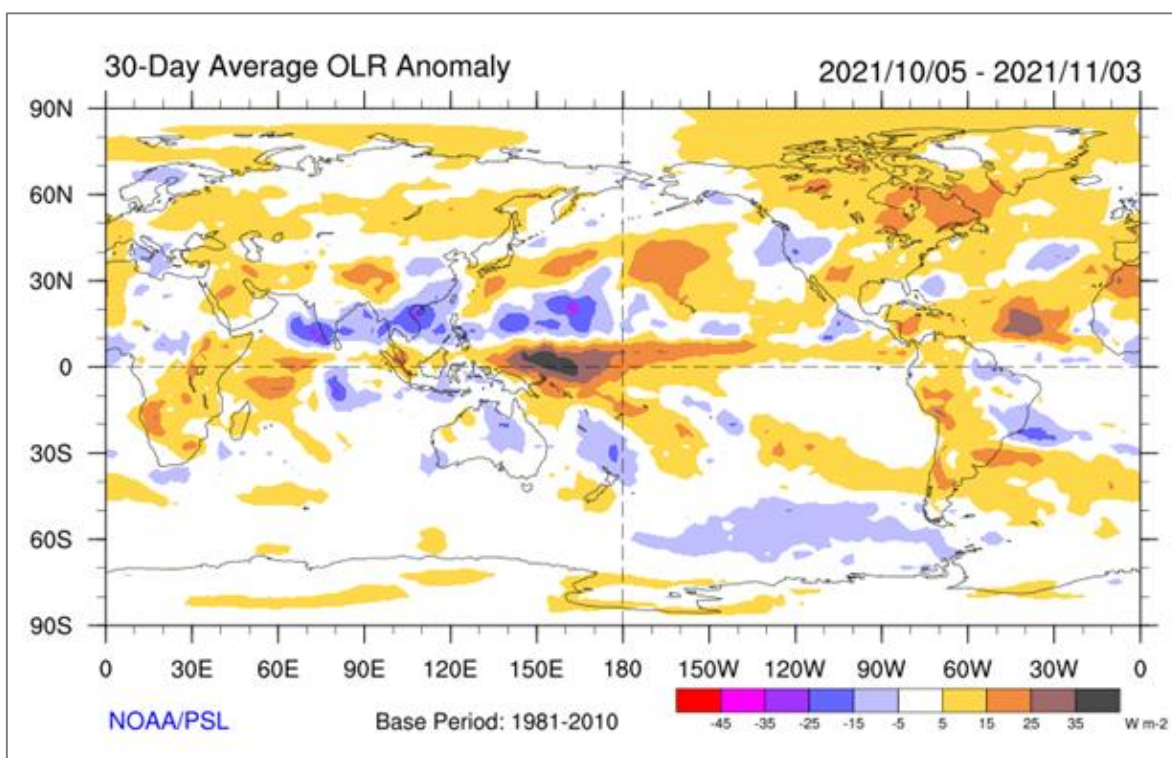 30-Day Average OLR Anomaly 2021/10/05 - 2021/11/03
90N
60N
30N
0
30S
60S
90S
0 30E 60E 90E 120E 150E 180 150W 120W 90W 60W 30W 0
NOAA/PSL Base Period: 1981-2010
-45 -35 -25 -15 -5 5 15 25 35 W m-2